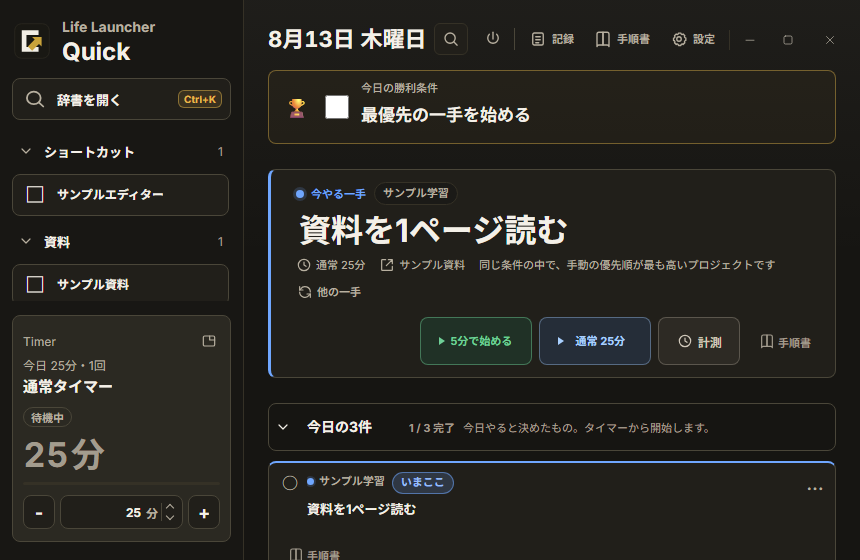 Life Launcher
Quick
辞書を開く Ctrl+K
ショートカット 1
サンプルエディター
資料 1
サンプル資料
Timer
今日 25分・1回
通常タイマー
待機中
25分
- 25 分 +
8月13日 木曜日 記録 手順書 設定
今日の勝利条件
最優先の一手を始める
今やる一手 サンプル学習
資料を1ページ読む
通常 25分 サンプル資料 同じ条件の中で、手動の優先順が最も高いプロジェクトです
他の一手
5分で始める 通常 25分 計測 手順書
今日の3件 1 / 3 完了 今日やると決めたもの。タイマーから開始します。
サンプル学習 いまここ
資料を1ページ読む
手順書